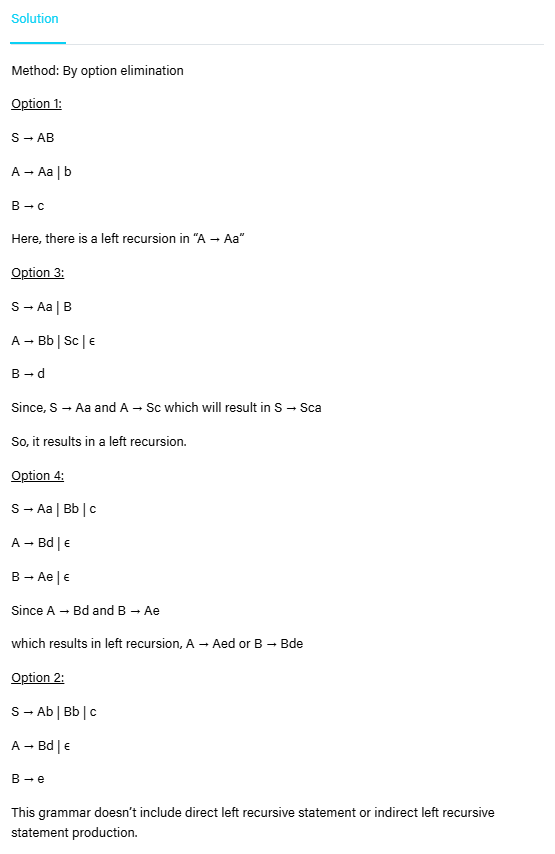 Solution
Method: By option elimination
Option 1:
S → AB
A → Aa | b
B → c
Here, there is a left recursion in “A → Aa”
Option 3:
S → Aa | B
A → Bb | Sc | ϵ
B → d
Since, S → Aa and A → Sc which will result in S → Sca
So, it results in a left recursion.
Option 4:
S → Aa | Bb | c
A → Bd | ϵ
B → Ae | ϵ
Since A → Bd and B → Ae
which results in left recursion, A → Aed or B → Bde
Option 2:
S → Ab | Bb | c
A → Bd | ϵ
B → e
This grammar doesn’t include direct left recursive statement or indirect left recursive
statement production.